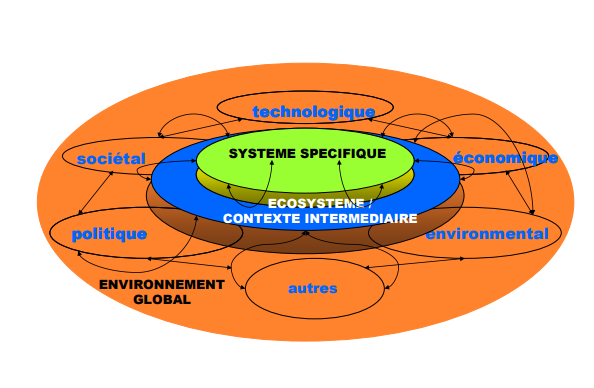 technologique
sociétal
SYSTEME SPECIFIQUE
économique
ECOSYSTEME /
CONTEXTE INTERMEDIAIRE
politique
environmental
ENVIRONNEMENT
GLOBAL
autres